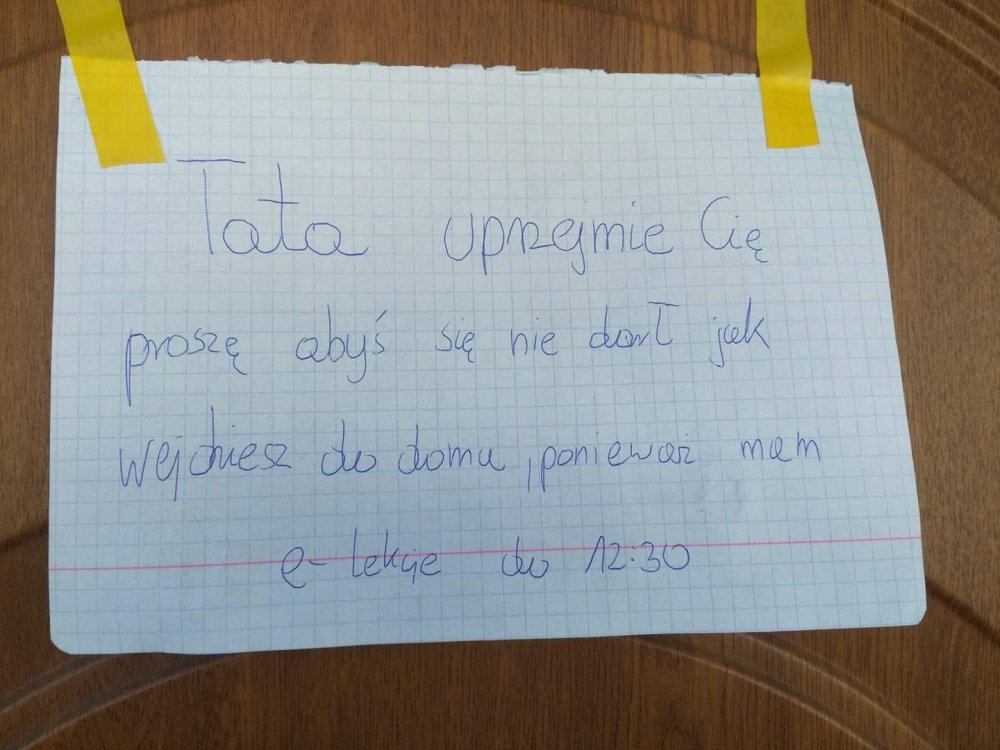 Tata uprzejmie Cię
proszę abyś się nie darł jak
wejdziesz do domu, ponieważ mam
e-lekcje do 12:30